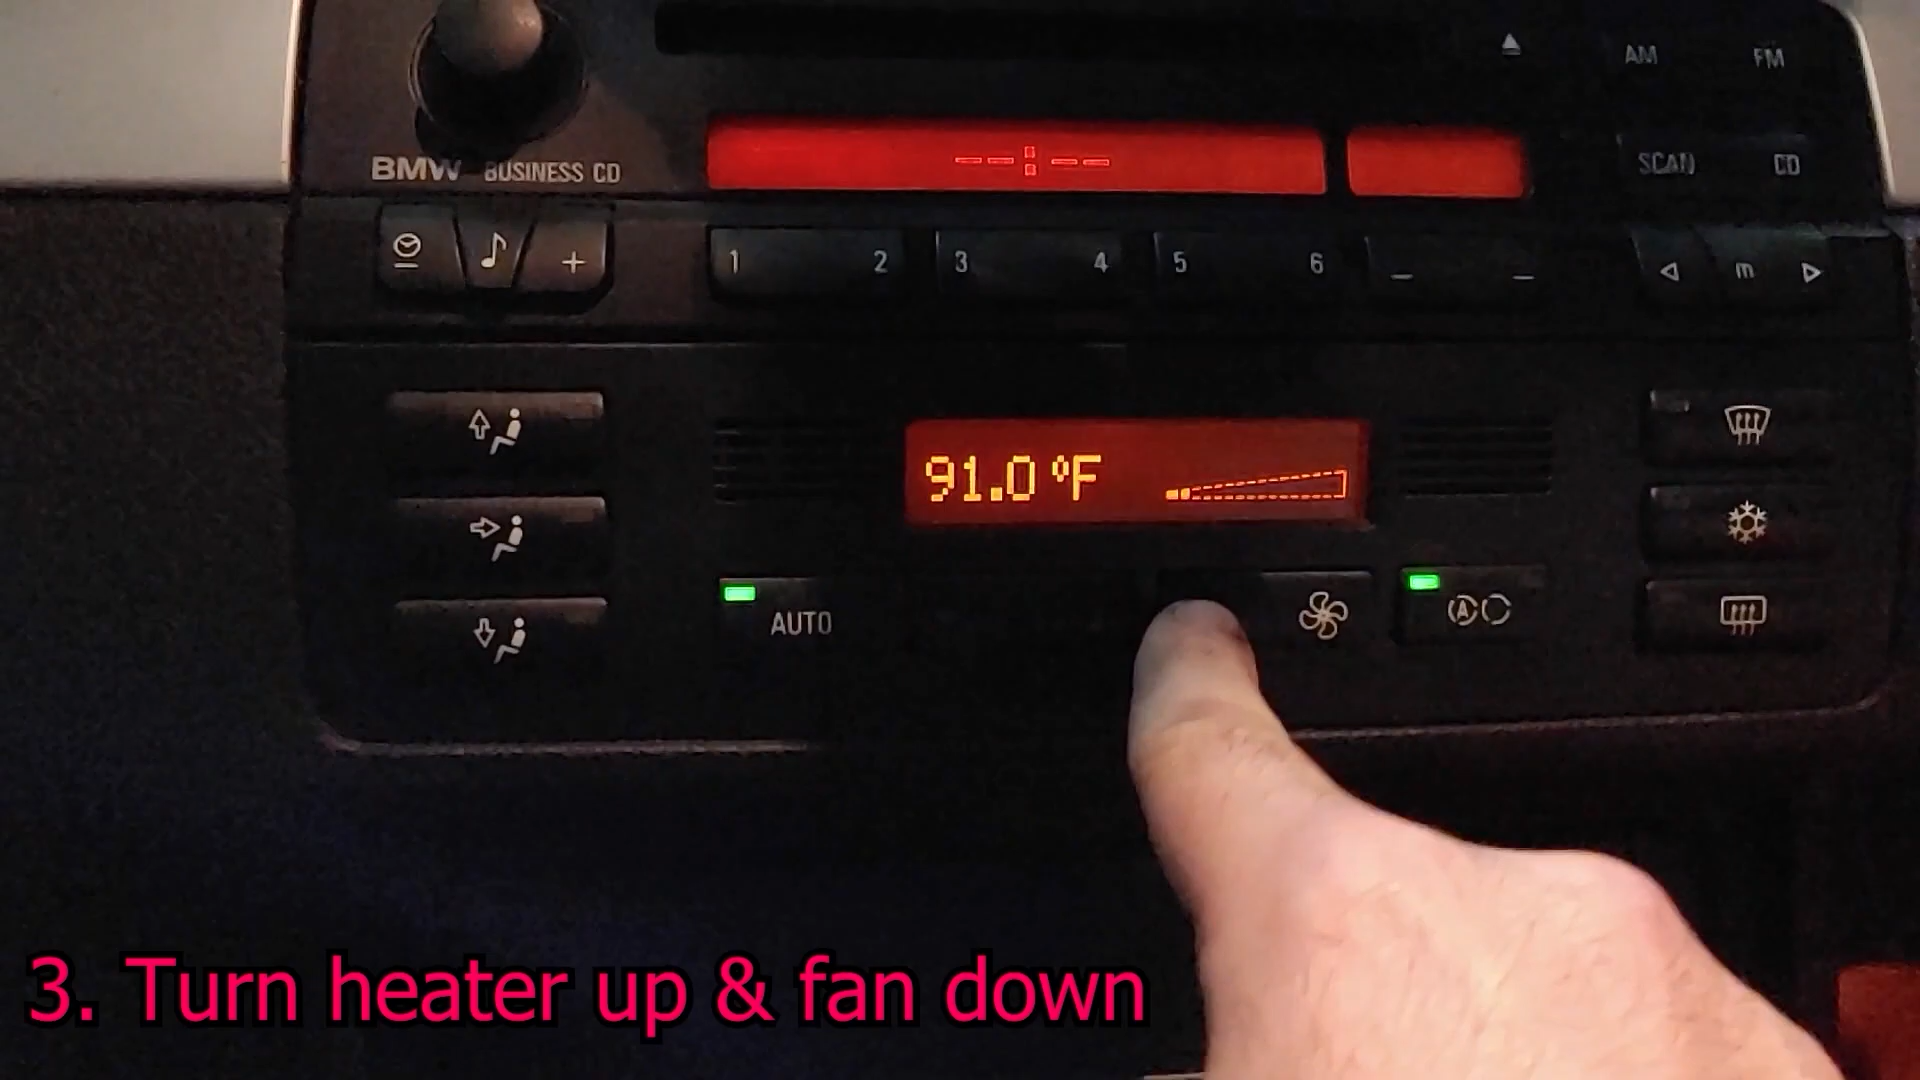 AM FM
--:--
BMW BUSINESS CD
SCAN CD
+ 1 2 3 4 5 6 – – m
91.0 °F
AUTO
A
3. Turn heater up & fan down